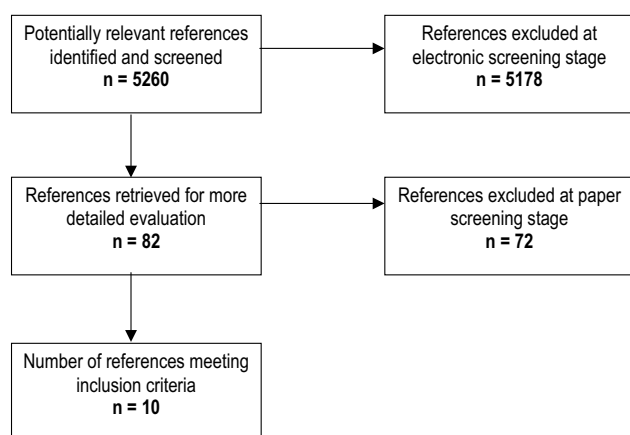 Potentially relevant references
identified and screened
n = 5260
References excluded at
electronic screening stage
n = 5178
References retrieved for more
detailed evaluation
n = 82
References excluded at paper
screening stage
n = 72
Number of references meeting
inclusion criteria
n = 10